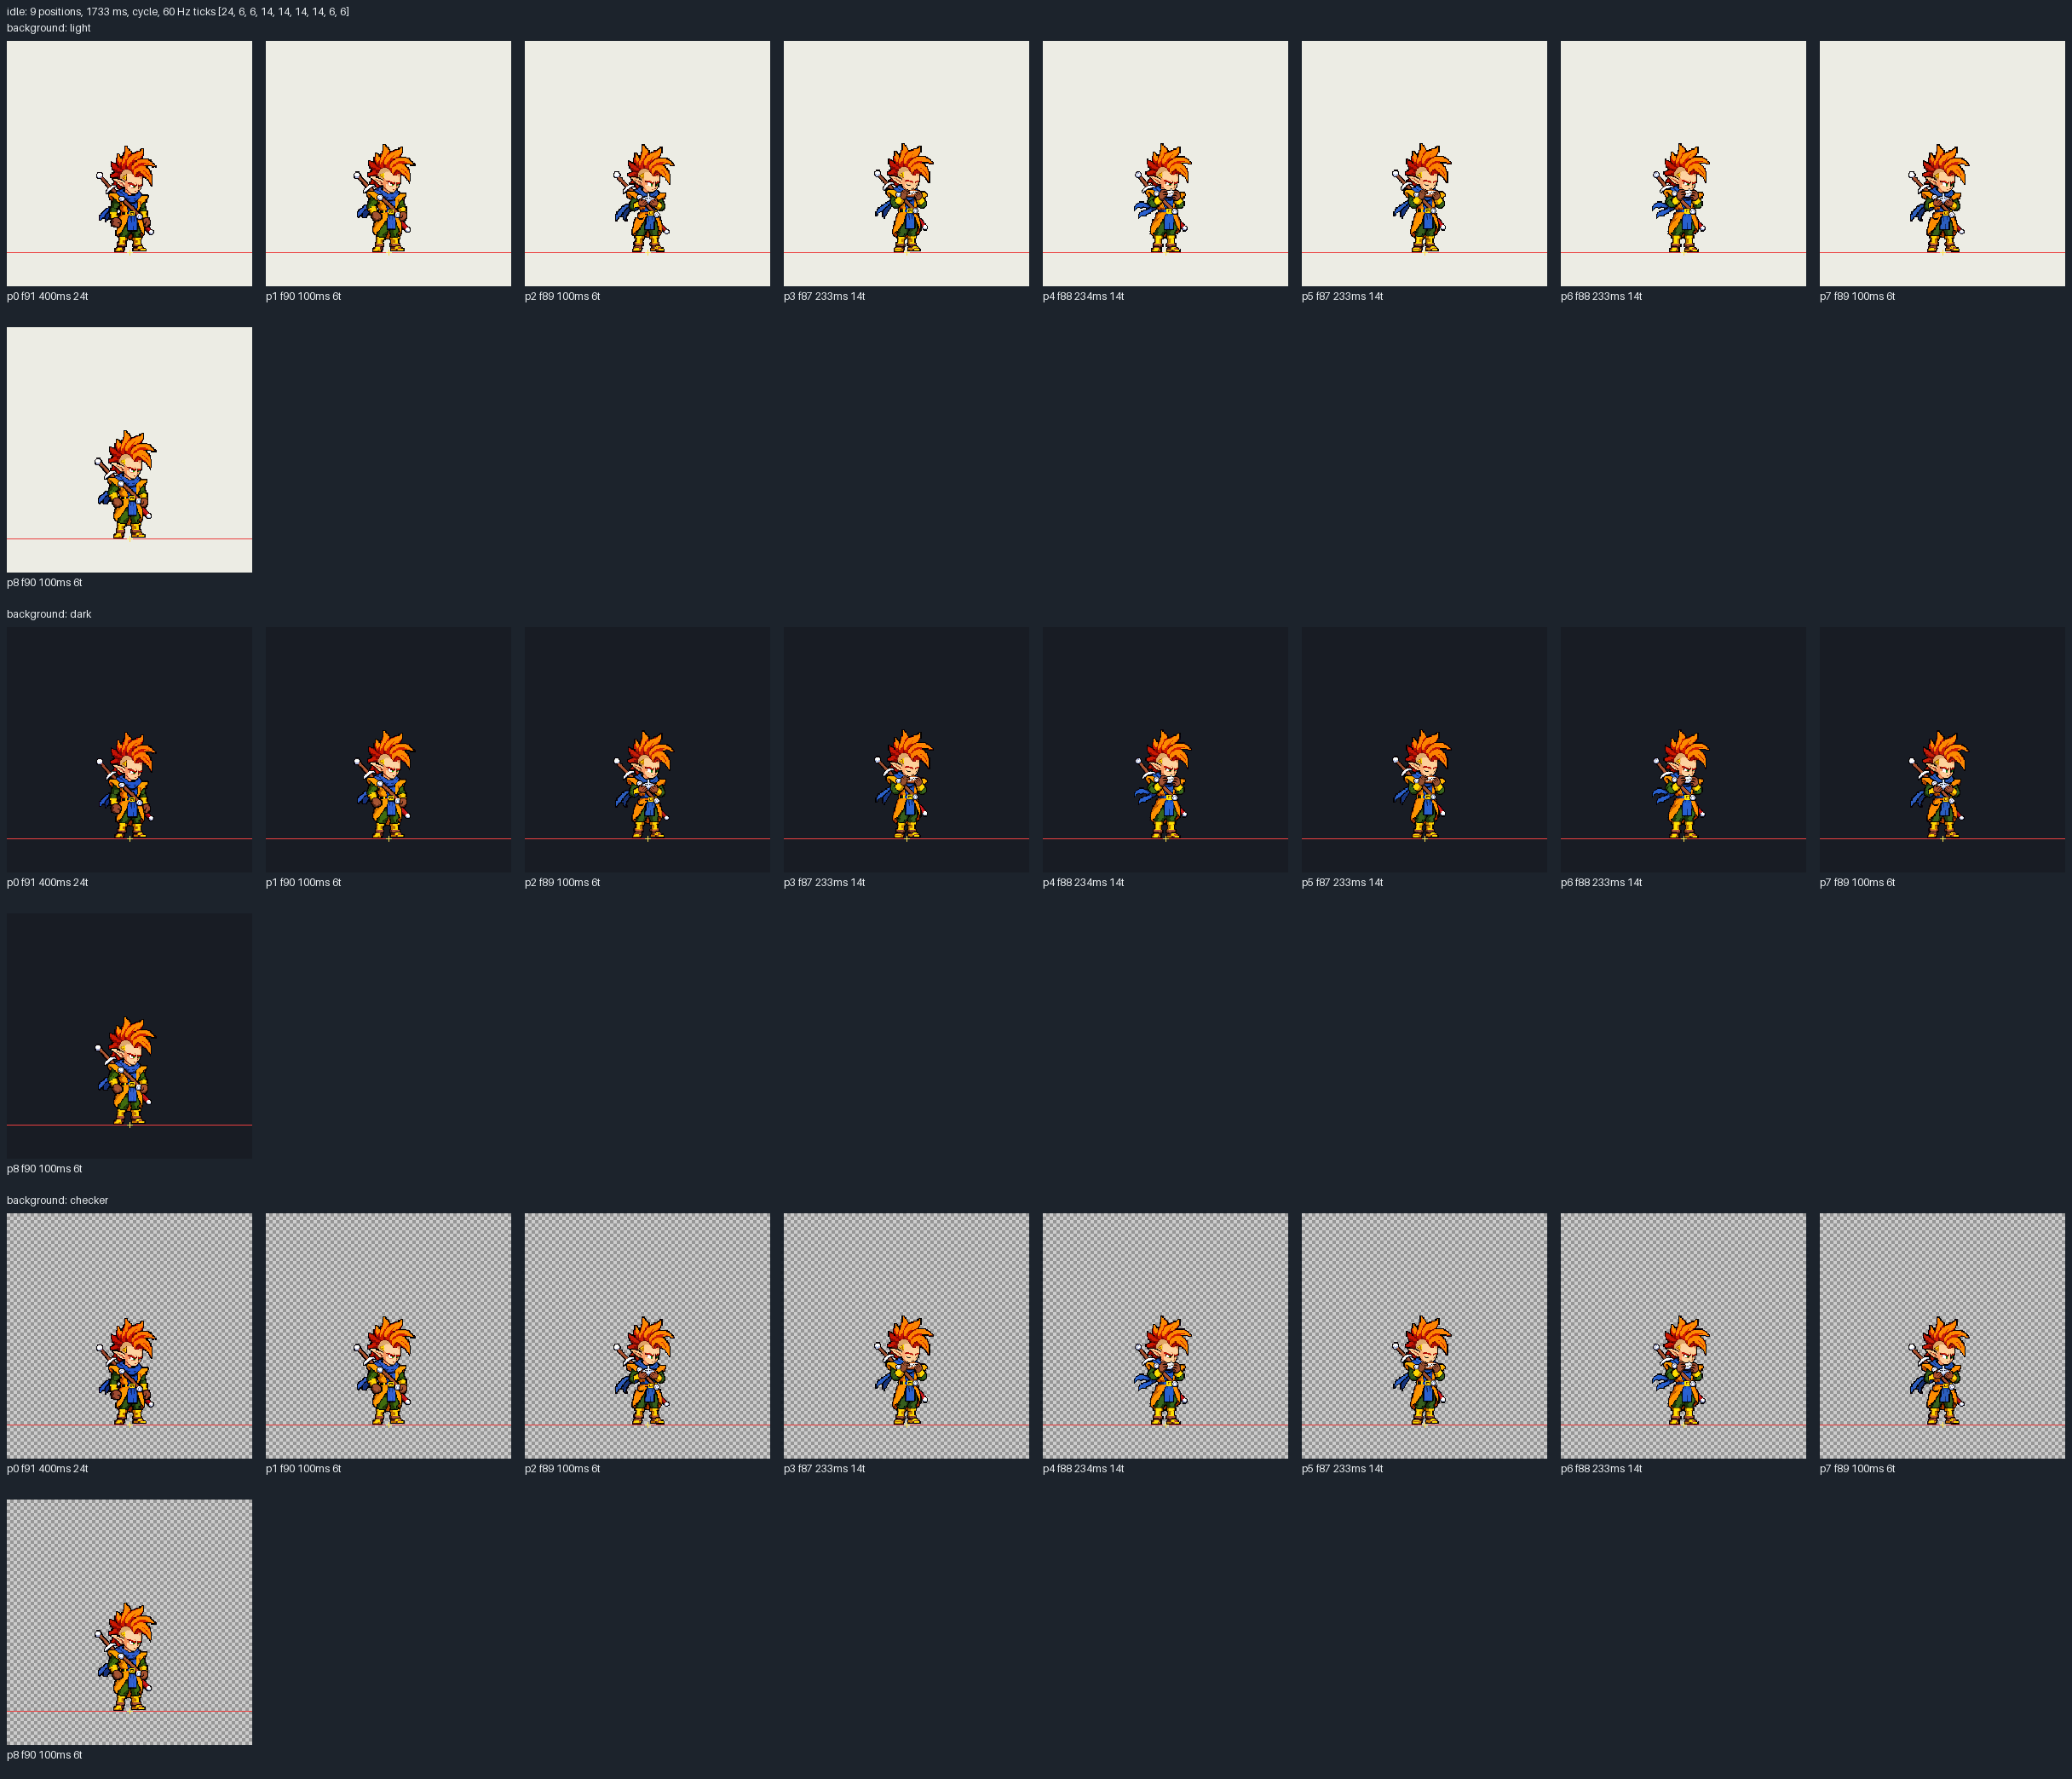 idle: 9 positions, 1733 ms, cycle, 60 Hz ticks [24, 6, 6, 14, 14, 14, 14, 6, 6]
background: light
p0 f91 400ms 24t
p1 f90 100ms 6t
p2 f89 100ms 6t
p3 f87 233ms 14t
p4 f88 234ms 14t
p5 f87 233ms 14t
p6 f88 233ms 14t
p7 f89 100ms 6t
p8 f90 100ms 6t
background: dark
p0 f91 400ms 24t
p1 f90 100ms 6t
p2 f89 100ms 6t
p3 f87 233ms 14t
p4 f88 234ms 14t
p5 f87 233ms 14t
p6 f88 233ms 14t
p7 f89 100ms 6t
p8 f90 100ms 6t
background: checker
p0 f91 400ms 24t
p1 f90 100ms 6t
p2 f89 100ms 6t
p3 f87 233ms 14t
p4 f88 234ms 14t
p5 f87 233ms 14t
p6 f88 233ms 14t
p7 f89 100ms 6t
p8 f90 100ms 6t